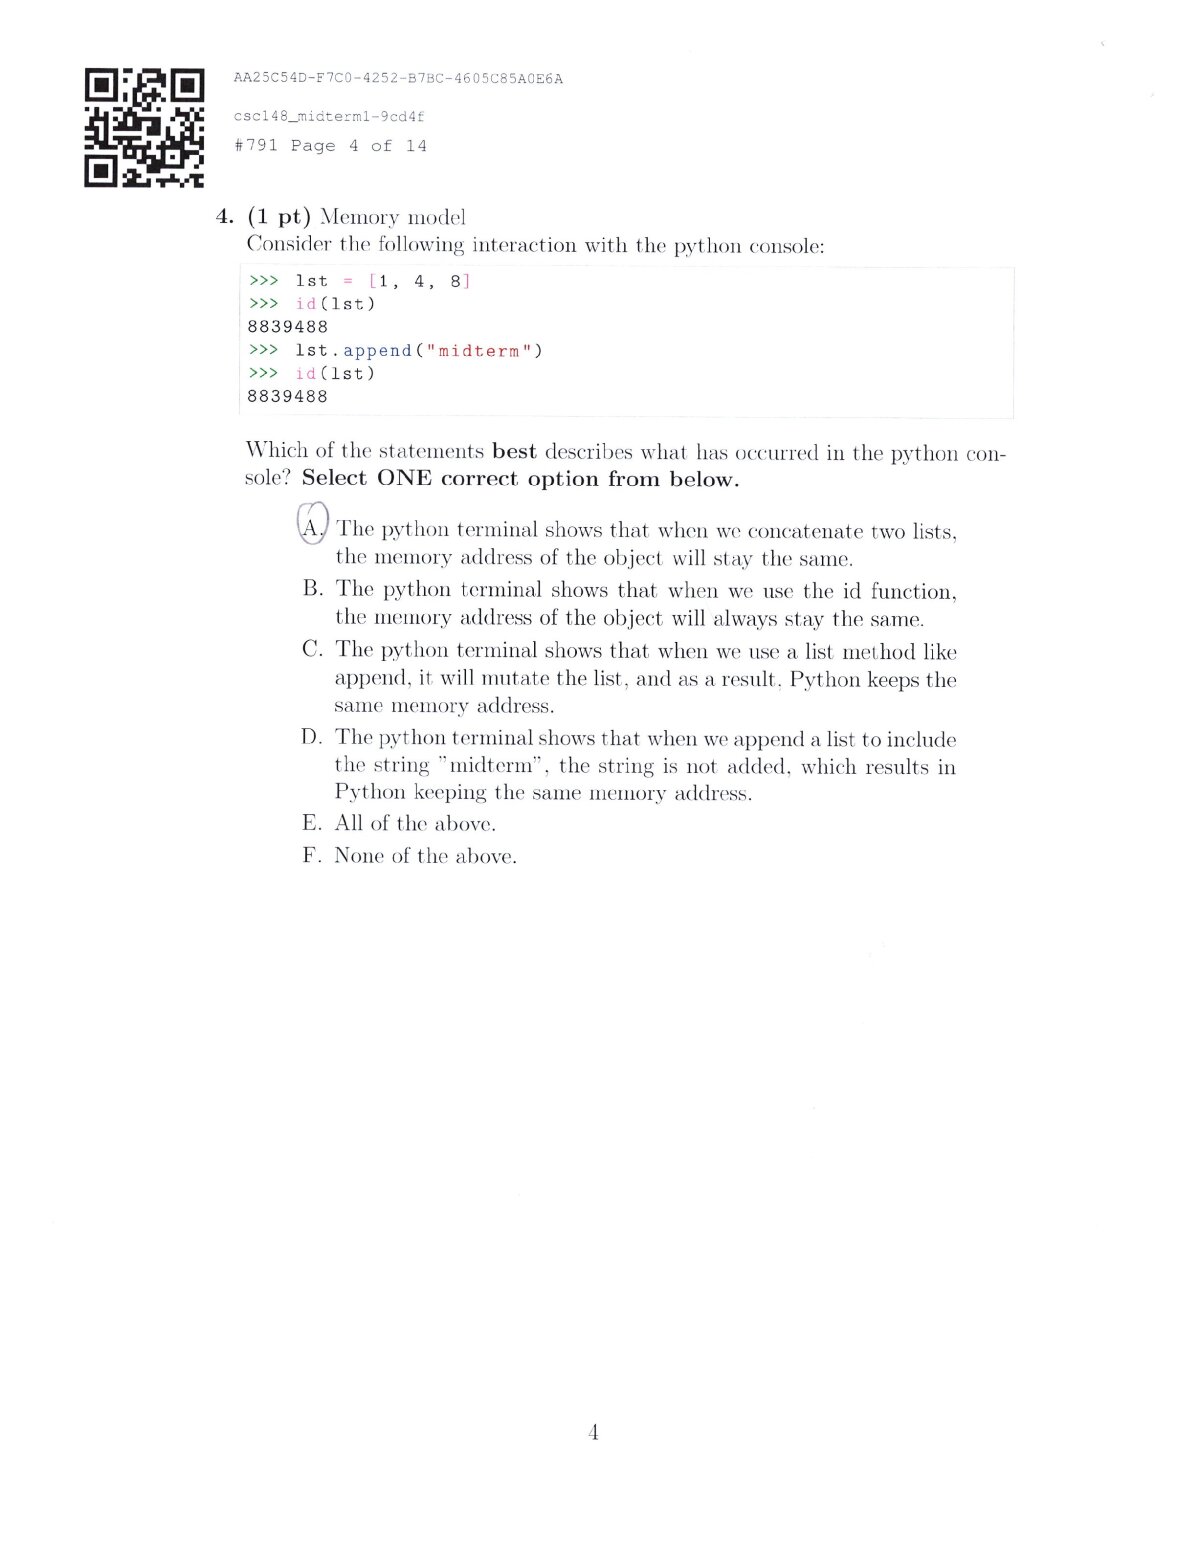 AA25C54D-F7C0-4252-B7BC-4605C85A0E6A
csc148_midterm1-9cd4f
#791 Page 4 of 14
4. (1 pt) Memory model
Consider the following interaction with the python console:
>>> lst = [1, 4, 8]
>>> id(lst)
8839488
>>> lst.append("midterm")
>>> id(lst)
8839488
Which of the statements best describes what has occurred in the python con-
sole? Select ONE correct option from below.
A. The python terminal shows that when we concatenate two lists,
the memory address of the object will stay the same.
B. The python terminal shows that when we use the id function,
the memory address of the object will always stay the same.
C. The python terminal shows that when we use a list method like
append, it will mutate the list, and as a result, Python keeps the
same memory address.
D. The python terminal shows that when we append a list to include
the string "midterm", the string is not added, which results in
Python keeping the same memory address.
E. All of the above.
F. None of the above.
4